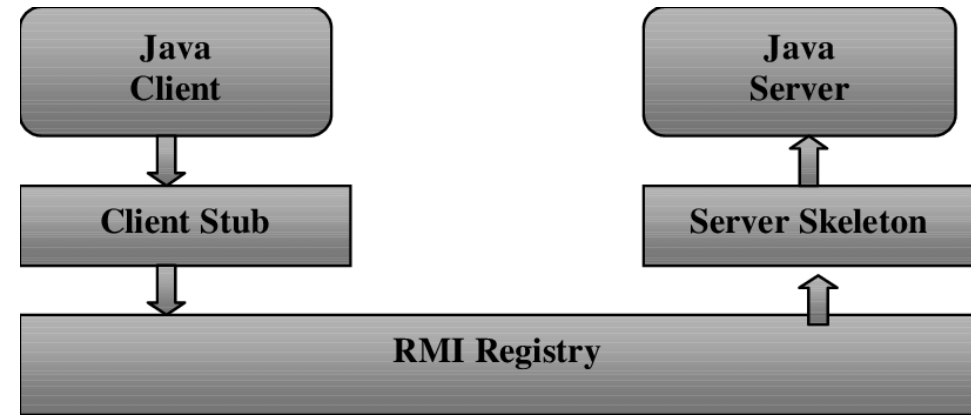 Java
Client
Java
Server
Client Stub
Server Skeleton
RMI Registry